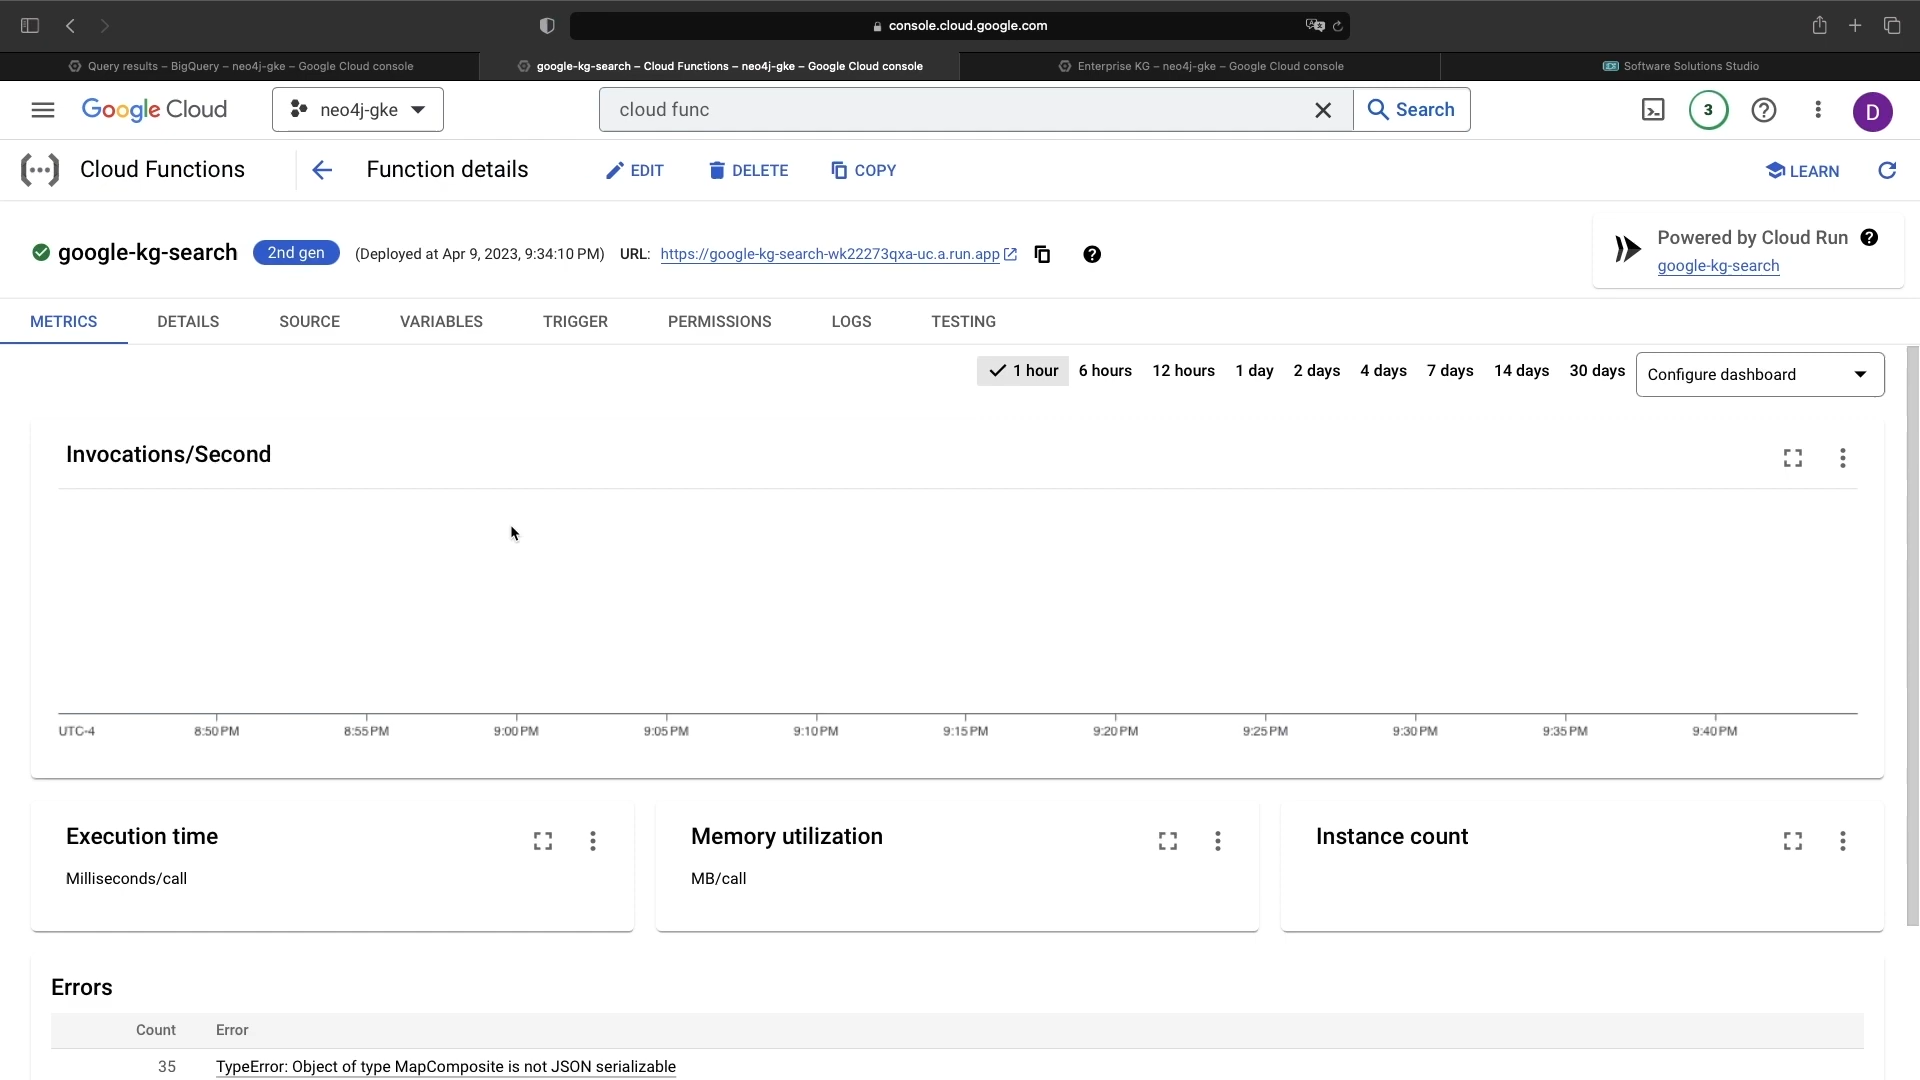 console.cloud.google.com
Query results – BigQuery – neo4j-gke – Google Cloud console
google-kg-search – Cloud Functions – neo4j-gke – Google Cloud console
Enterprise KG – neo4j-gke – Google Cloud console
Software Solutions Studio
Google Cloud
neo4j-gke
cloud func
Search
3
D
Cloud Functions
Function details
EDIT
DELETE
COPY
LEARN
google-kg-search
2nd gen
(Deployed at Apr 9, 2023, 9:34:10 PM)
URL:
https://google-kg-search-wk22273qxa-uc.a.run.app
Powered by Cloud Run
google-kg-search
METRICS
DETAILS
SOURCE
VARIABLES
TRIGGER
PERMISSIONS
LOGS
TESTING
1 hour
6 hours
12 hours
1 day
2 days
4 days
7 days
14 days
30 days
Configure dashboard
Invocations/Second
UTC-4
8:50 PM
8:55 PM
9:00 PM
9:05 PM
9:10 PM
9:15 PM
9:20 PM
9:25 PM
9:30 PM
9:35 PM
9:40 PM
Execution time
Milliseconds/call
Memory utilization
MB/call
Instance count
Errors
Count
Error
35
TypeError: Object of type MapComposite is not JSON serializable